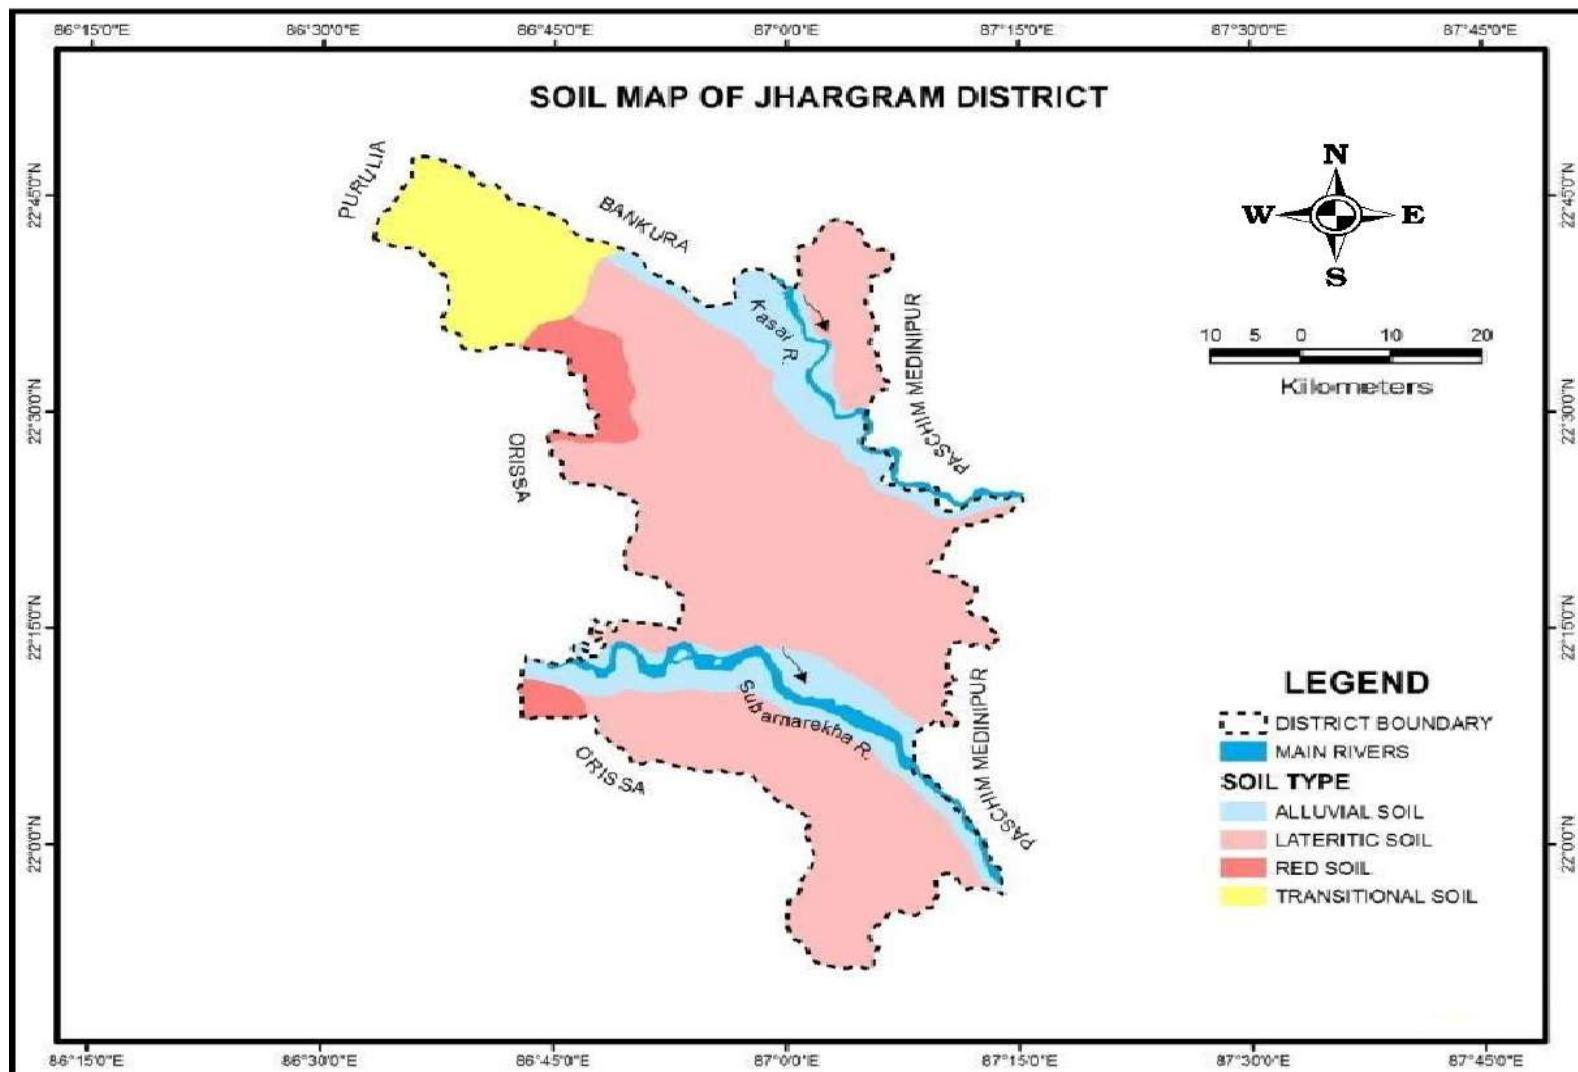 86°15'0"E 86°30'0"E 86°45'0"E 87°0'0"E 87°15'0"E 87°30'0"E 87°45'0"E
SOIL MAP OF JHARGRAM DISTRICT
N
W E
S
PURULIA
BANKURA
22°45'0"N
22°45'0"N
Kasai R.
PASCHIM MEDINIPUR
10 5 0 10 20
Kilometers
22°30'0"N
22°30'0"N
ORISSA
22°15'0"N
22°15'0"N
Subarnarekha R.
PASCHIM MEDINIPUR
ORISSA
LEGEND
DISTRICT BOUNDARY
MAIN RIVERS
SOIL TYPE
ALLUVIAL SOIL
LATERITIC SOIL
RED SOIL
TRANSITIONAL SOIL
22°0'0"N
22°0'0"N
86°15'0"E 86°30'0"E 86°45'0"E 87°0'0"E 87°15'0"E 87°30'0"E 87°45'0"E